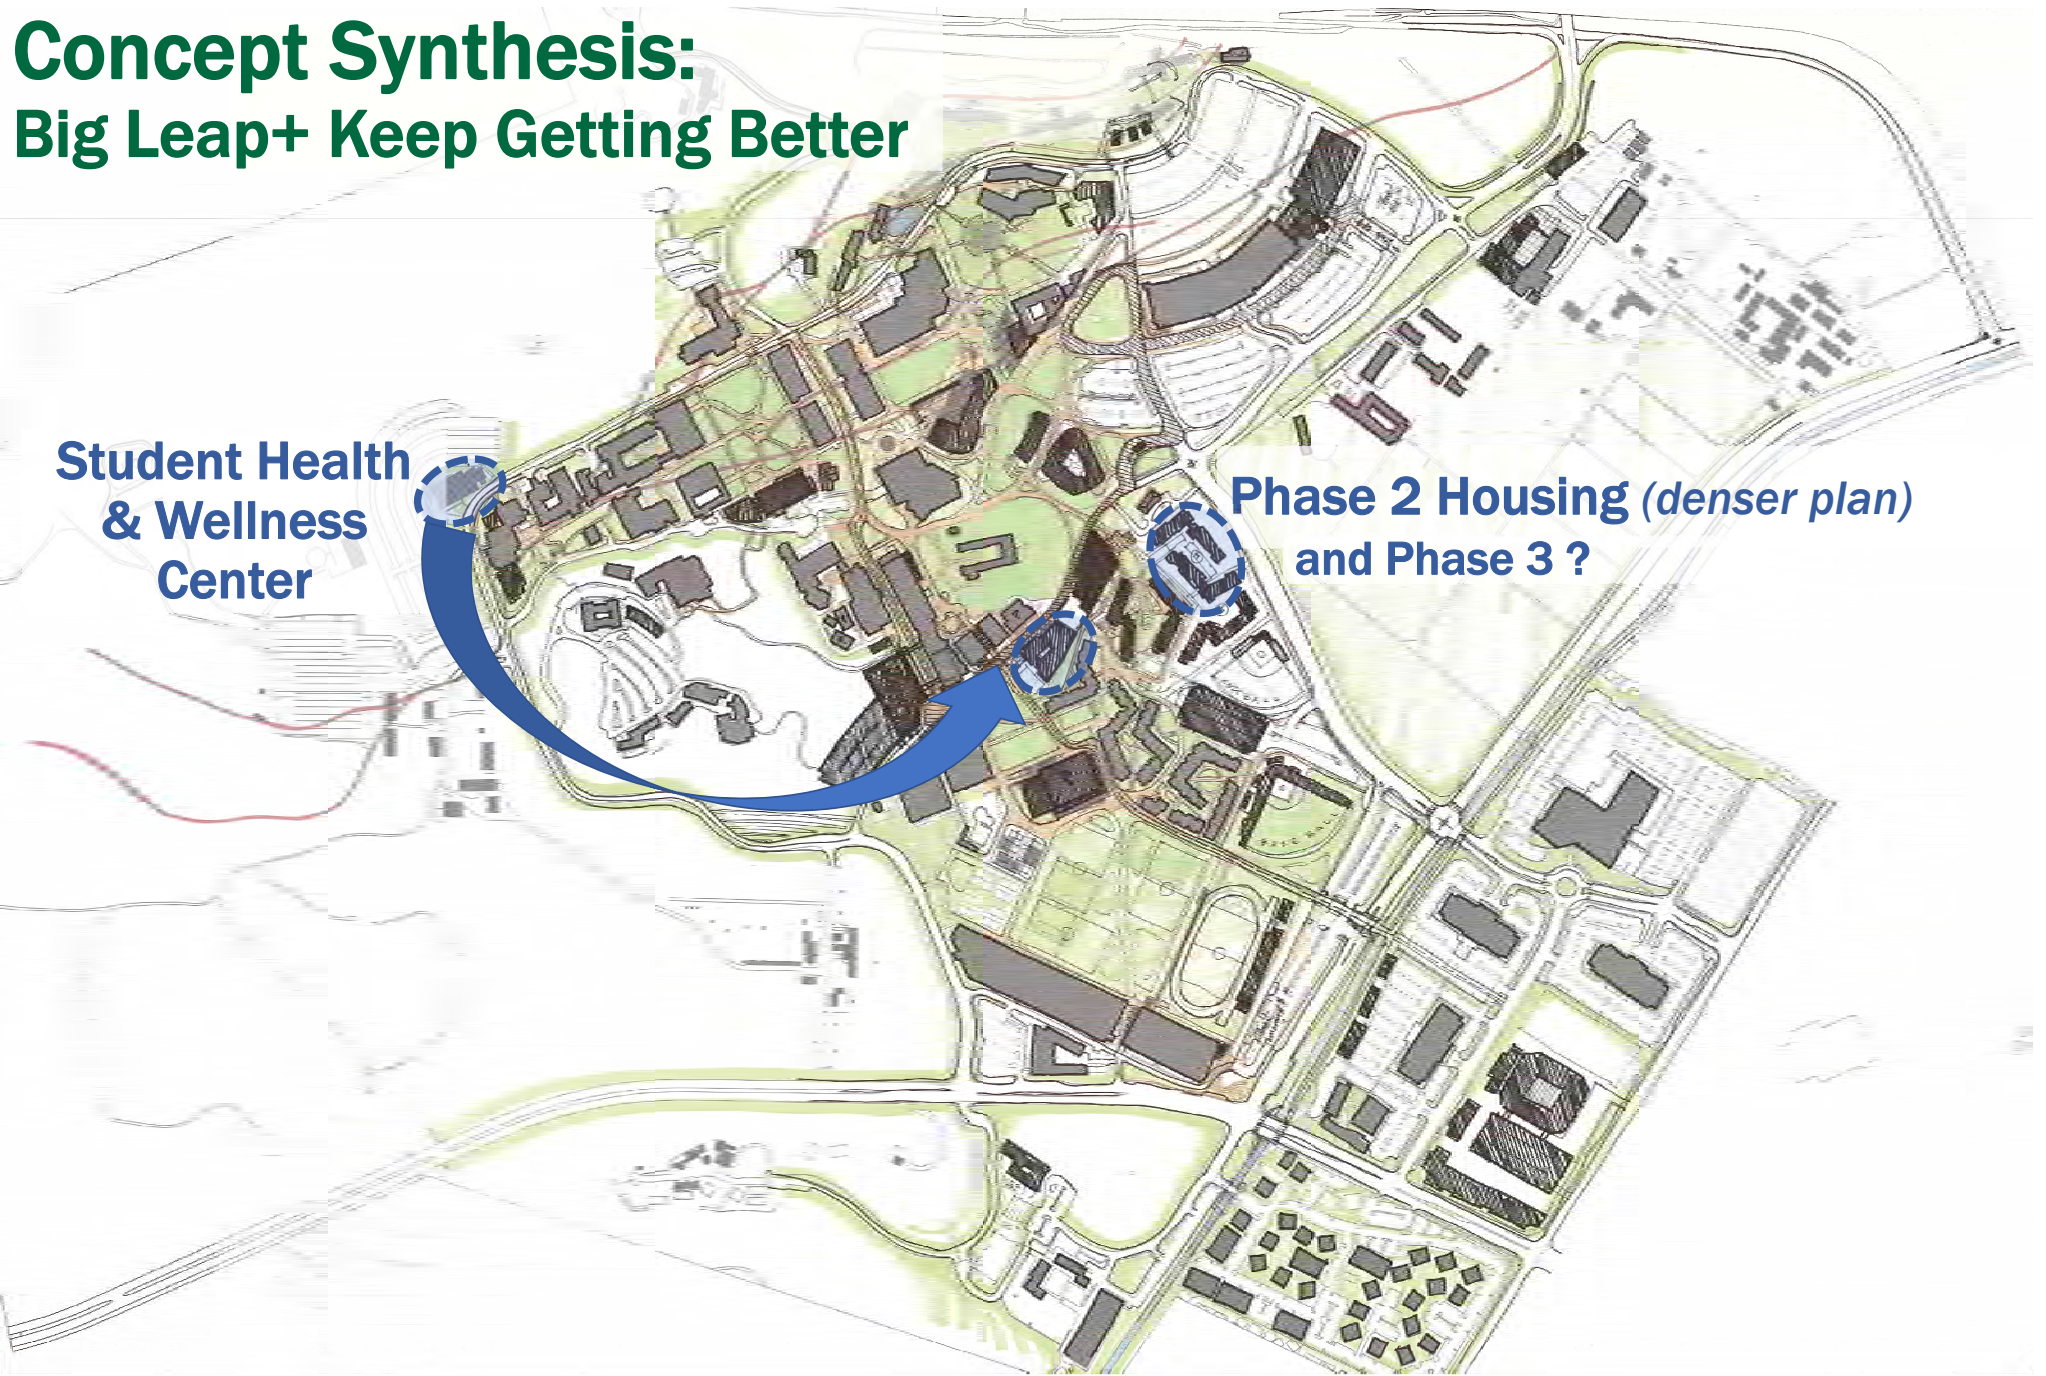 Concept Synthesis:
Big Leap+ Keep Getting Better
Student Health
& Wellness
Center
Phase 2 Housing (denser plan)
and Phase 3 ?